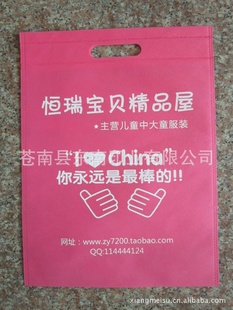 恒瑞宝贝精品屋
•主营儿童中大童服装
"I China"
你永远是最棒的!!
网址：www.zy7200.taobao.com
QQ:114444124
xiangmeisu.cn.alibaba.com